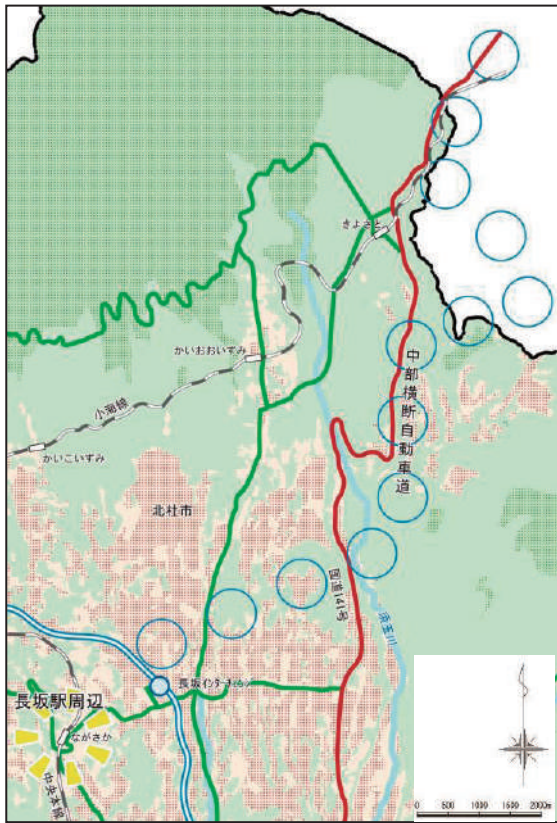 きよさと
かいおおいずみ
中部横断自動車道
小海線
かいこいずみ
北杜市
国道141号
須玉川
長坂インターチェンジ
長坂駅周辺
ながさか
中央本線
0 500 1000 1500 2000m